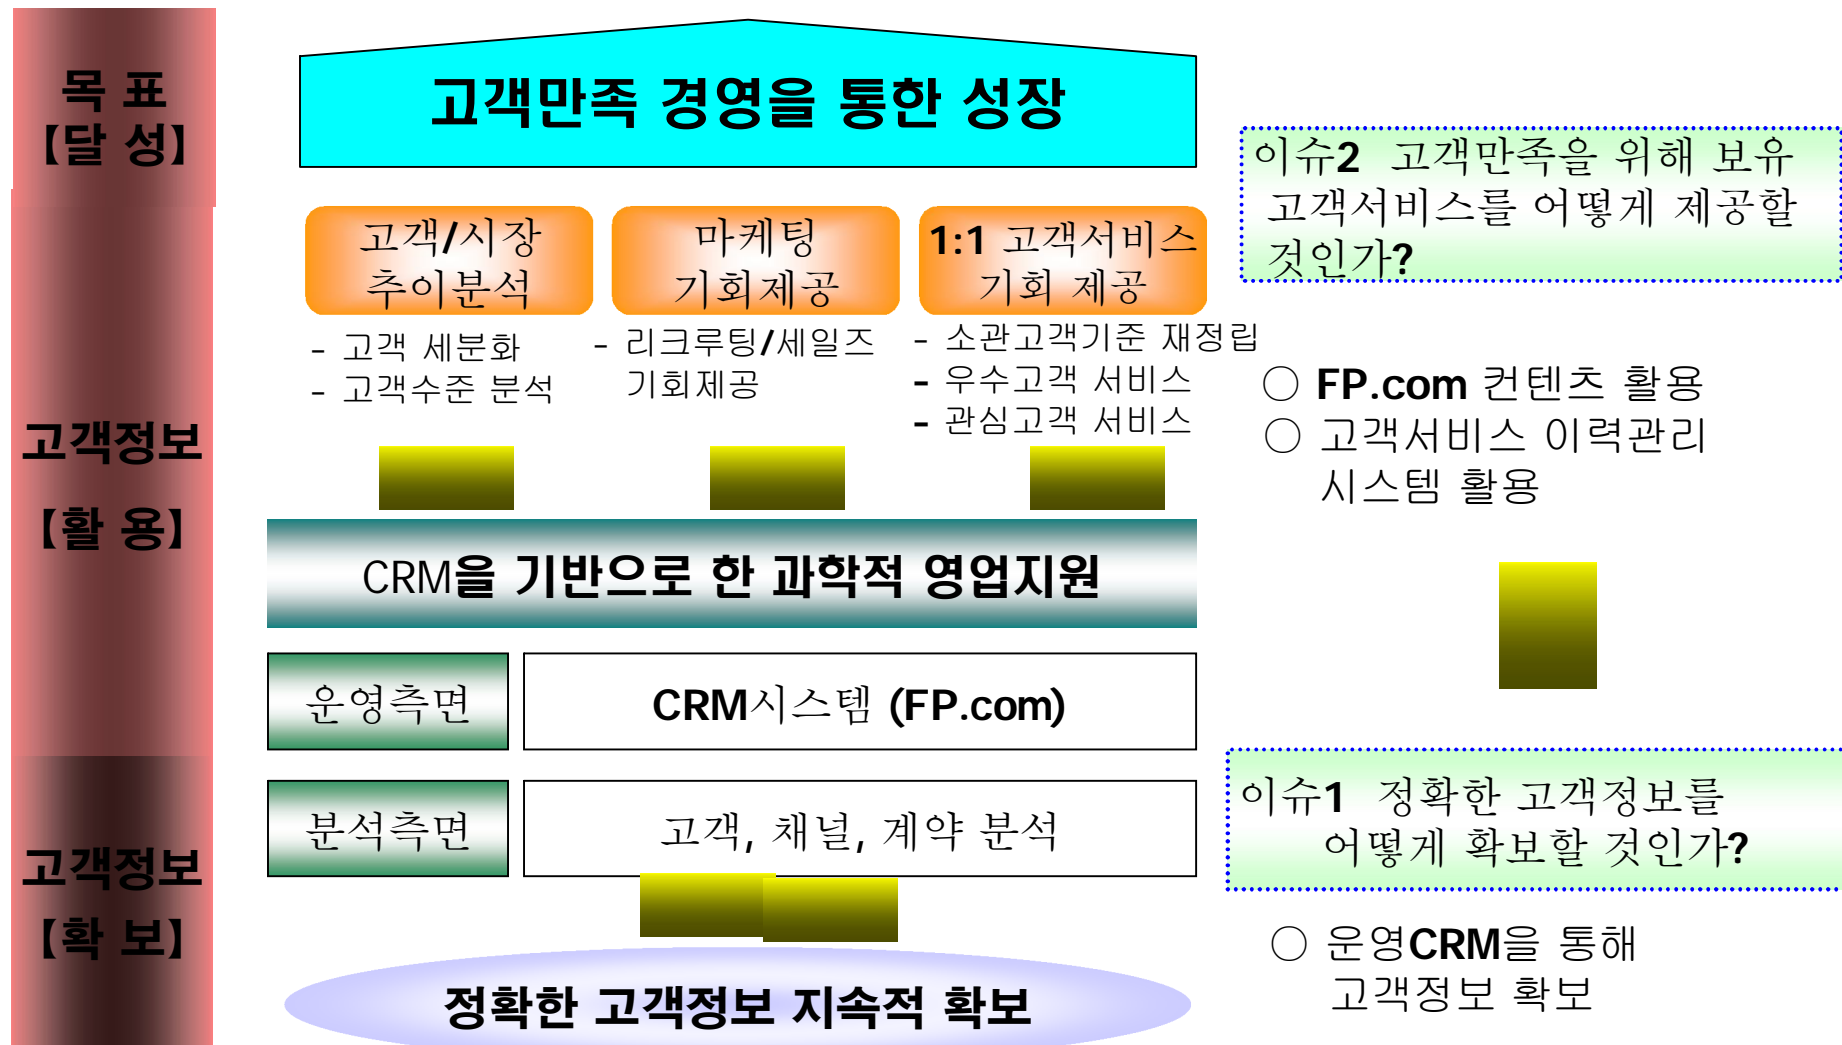 목 표
【달 성】
고객만족 경영을 통한 성장
고객/시장
추이분석
마케팅
기회제공
1:1 고객서비스
기회 제공
- 고객 세분화
- 고객수준 분석
- 리크루팅/세일즈
기회제공
- 소관고객기준 재정립
- 우수고객 서비스
- 관심고객 서비스
고객정보
【활 용】
CRM을 기반으로 한 과학적 영업지원
운영측면
CRM시스템 (FP.com)
분석측면
고객, 채널, 계약 분석
고객정보
【확 보】
정확한 고객정보 지속적 확보
이슈2 고객만족을 위해 보유
고객서비스를 어떻게 제공할
것인가?
○ FP.com 컨텐츠 활용
○ 고객서비스 이력관리
시스템 활용
이슈1 정확한 고객정보를
어떻게 확보할 것인가?
○ 운영CRM을 통해
고객정보 확보